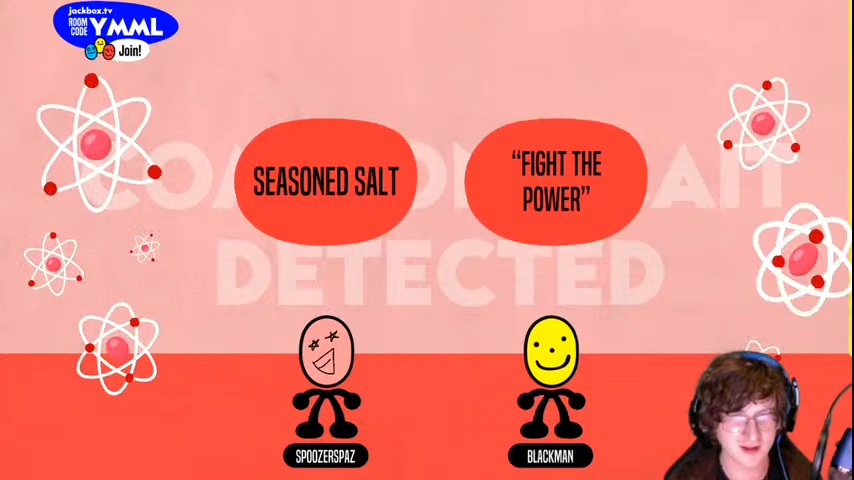 jackbox.tv
ROOM CODE YMML
Join!
SEASONED SALT
“FIGHT THE
POWER”
DETECTED
SPOOZERSPAZ
BLACKMAN